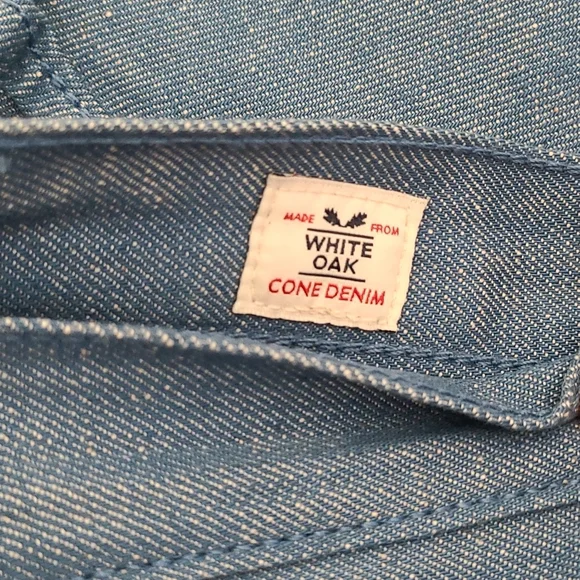 MADE FROM
WHITE
OAK
CONE DENIM